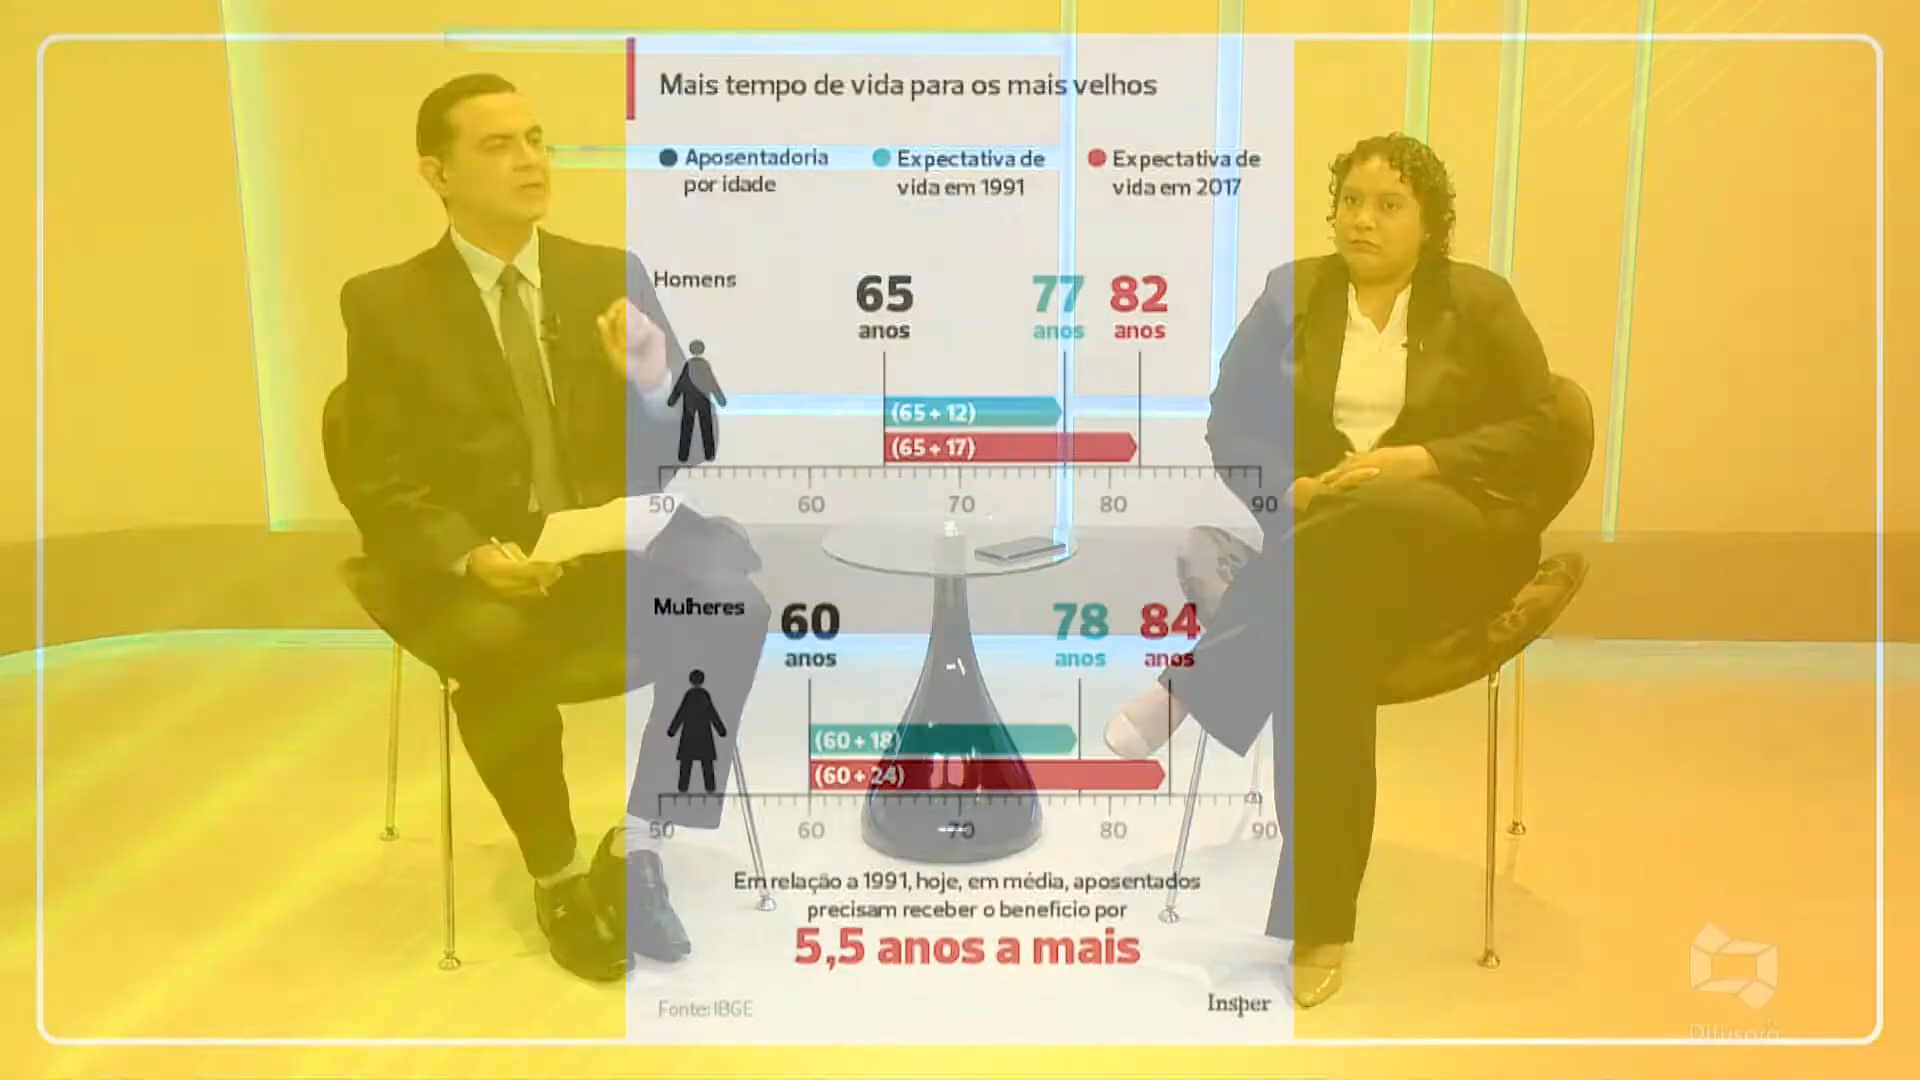 Mais tempo de vida para os mais velhos
Aposentadoria
por idade
Expectativa de
vida em 1991
Expectativa de
vida em 2017
Homens
65
anos
77
anos
82
anos
(65 + 12)
(65 + 17)
50 60 70 80 90
Mulheres
60
anos
78
anos
84
anos
(60 + 18)
(60 + 24)
50 60 70 80 90
Em relação a 1991, hoje, em média, aposentados
precisam receber o benefício por
5,5 anos a mais
Fonte: IBGE
Insper
Difusora